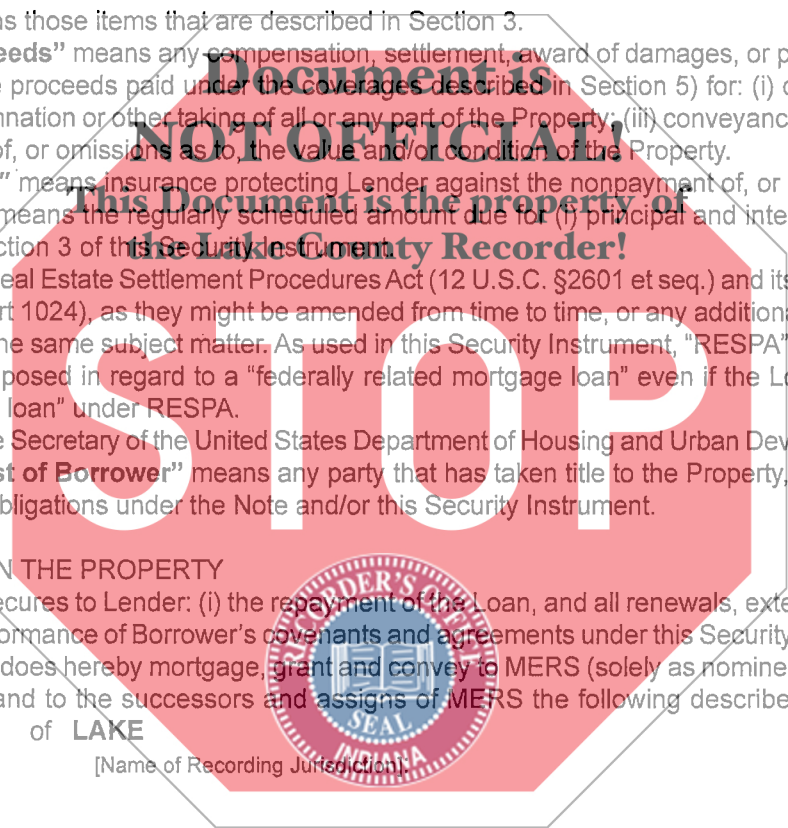 as those items that are described in Section 3.
eeds” means any compensation, settlement, award of damages, or p
e proceeds paid under the coverages described in Section 5) for: (i) d
nnation or other taking of all or any part of the Property; (iii) conveyanc
of, or omissions as to, the value and/or condition of the Property.
” means insurance protecting Lender against the nonpayment of, or
means the regularly scheduled amount due for (i) principal and inte
ction 3 of this Security Instrument.
eal Estate Settlement Procedures Act (12 U.S.C. §2601 et seq.) and its
rt 1024), as they might be amended from time to time, or any additiona
he same subject matter. As used in this Security Instrument, “RESPA”
posed in regard to a “federally related mortgage loan” even if the Lo
loan” under RESPA.
e Secretary of the United States Department of Housing and Urban Dev
st of Borrower” means any party that has taken title to the Property,
bligations under the Note and/or this Security Instrument.
N THE PROPERTY
ecures to Lender: (i) the repayment of the Loan, and all renewals, exte
ormance of Borrower’s covenants and agreements under this Security
does hereby mortgage, grant and convey to MERS (solely as nomine
and to the successors and assigns of MERS the following describe
of LAKE
[Name of Recording Jurisdiction]:
Document is
NOT OFFICIAL!
This Document is the property of
the Lake County Recorder!
STOP
RECORDER'S OFFICE
SEAL
INDIANA